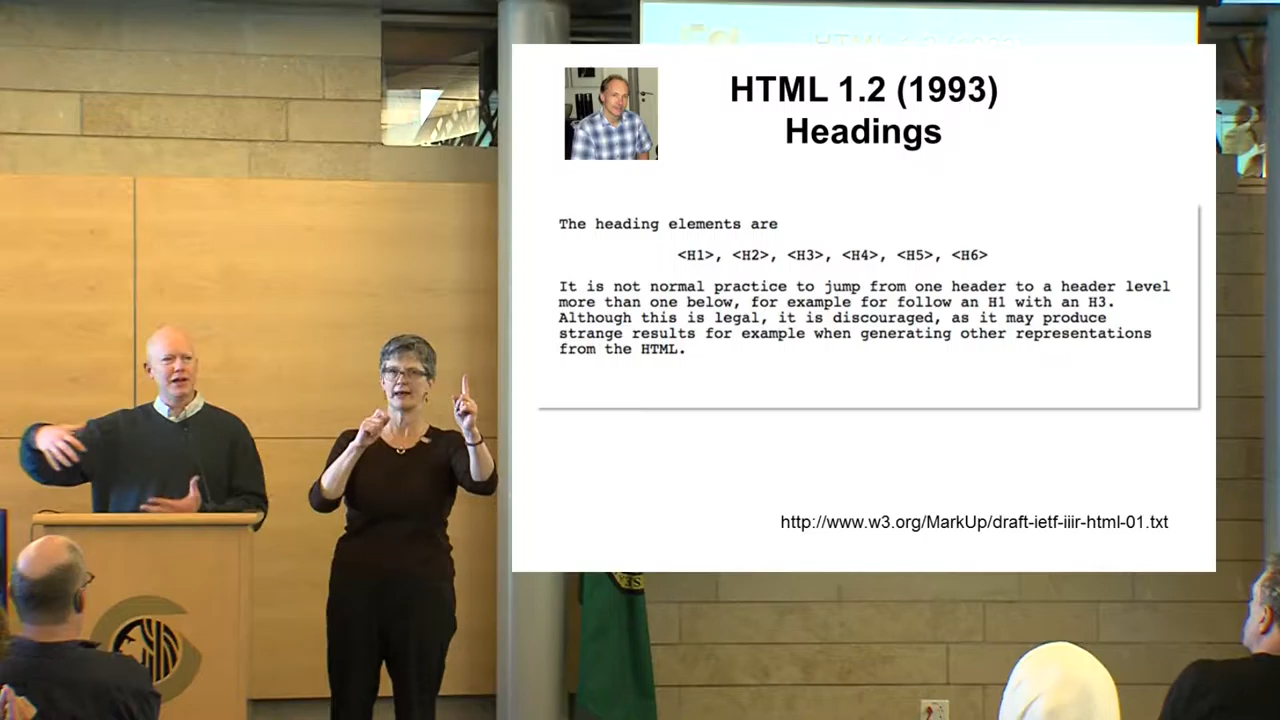 HTML 1.2 (1993)
Headings
The heading elements are
<H1>, <H2>, <H3>, <H4>, <H5>, <H6>
It is not normal practice to jump from one header to a header level
more than one below, for example for follow an H1 with an H3.
Although this is legal, it is discouraged, as it may produce
strange results for example when generating other representations
from the HTML.
http://www.w3.org/MarkUp/draft-ietf-iiir-html-01.txt